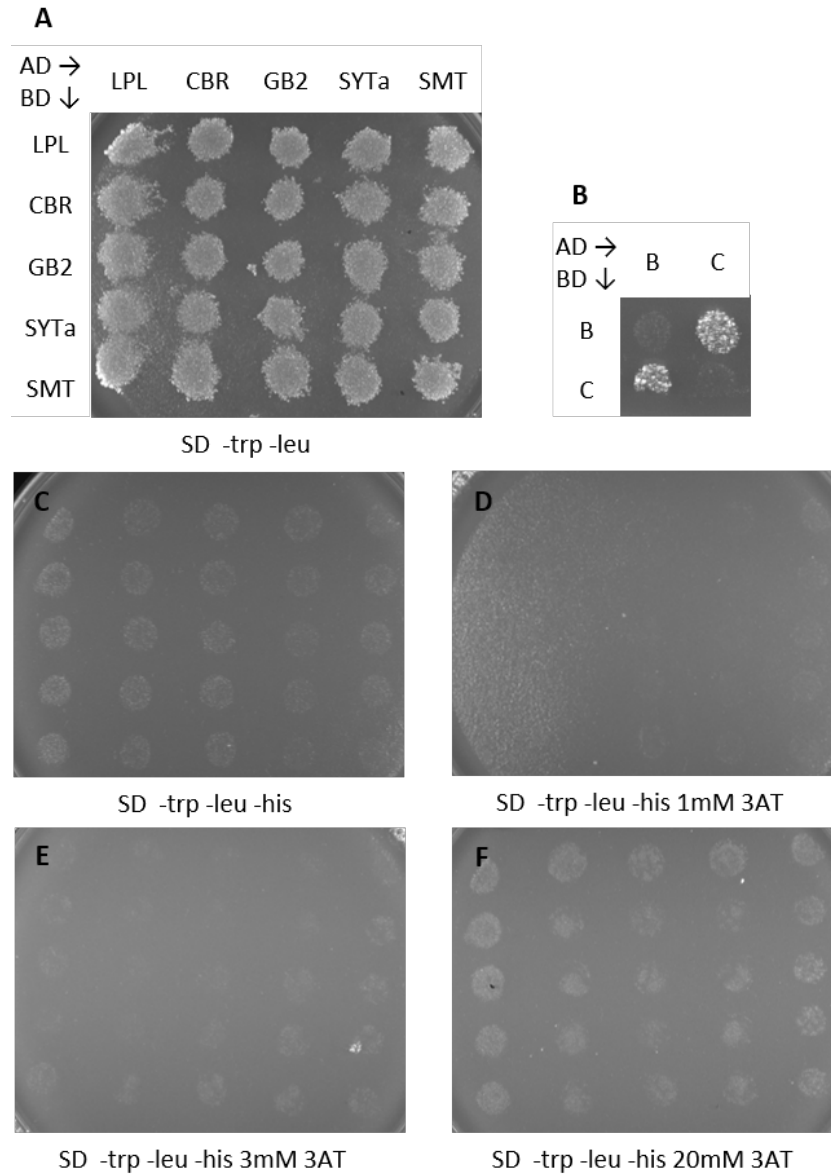 A
AD → LPL CBR GB2 SYTa SMT
BD ↓
LPL
CBR
GB2
SYTa
SMT
SD -trp -leu
B
AD → B C
BD ↓
B
C
C
D
SD -trp -leu -his
SD -trp -leu -his 1mM 3AT
E
F
SD -trp -leu -his 3mM 3AT
SD -trp -leu -his 20mM 3AT